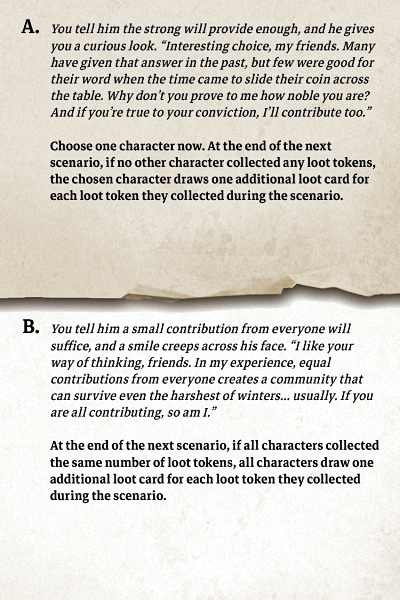 A. You tell him the strong will provide enough, and he gives
you a curious look. “Interesting choice, my friends. Many
have given that answer in the past, but few were good for
their word when the time came to slide their coin across
the table. Why don’t you prove to me how noble you are?
And if you’re true to your conviction, I’ll contribute too.”
Choose one character now. At the end of the next
scenario, if no other character collected any loot tokens,
the chosen character draws one additional loot card for
each loot token they collected during the scenario.
B. You tell him a small contribution from everyone will
suffice, and a smile creeps across his face. “I like your
way of thinking, friends. In my experience, equal
contributions from everyone creates a community that
can survive even the harshest of winters... usually. If you
are all contributing, so am I.”
At the end of the next scenario, if all characters collected
the same number of loot tokens, all characters draw one
additional loot card for each loot token they collected
during the scenario.